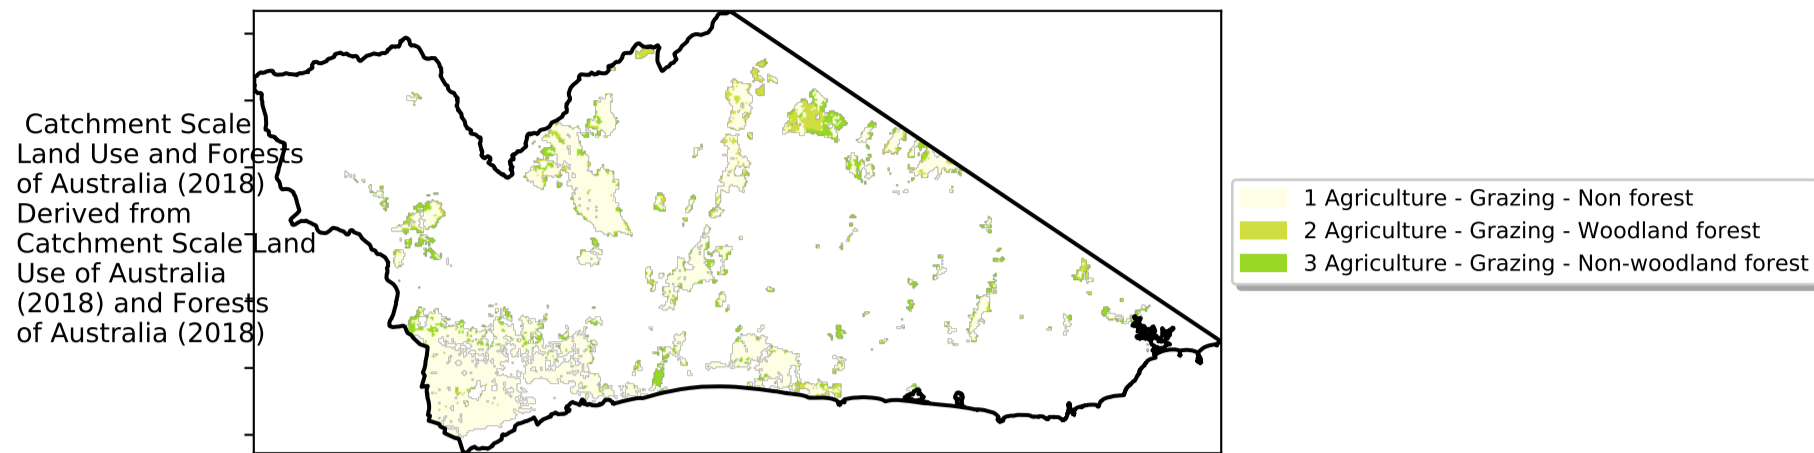 Catchment Scale
Land Use and Forests
of Australia (2018)
Derived from
Catchment Scale Land
Use of Australia
(2018) and Forests
of Australia (2018)
1 Agriculture - Grazing - Non forest
2 Agriculture - Grazing - Woodland forest
3 Agriculture - Grazing - Non-woodland forest